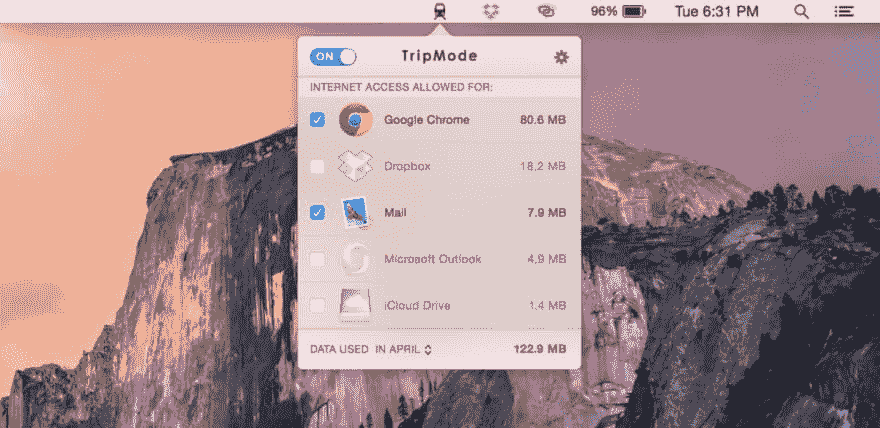 96% Tue 6:31 PM
ON TripMode
INTERNET ACCESS ALLOWED FOR:
Google Chrome 80.6 MB
Dropbox 18.2 MB
Mail 7.9 MB
Microsoft Outlook 4.9 MB
iCloud Drive 1.4 MB
DATA USED IN APRIL 122.9 MB